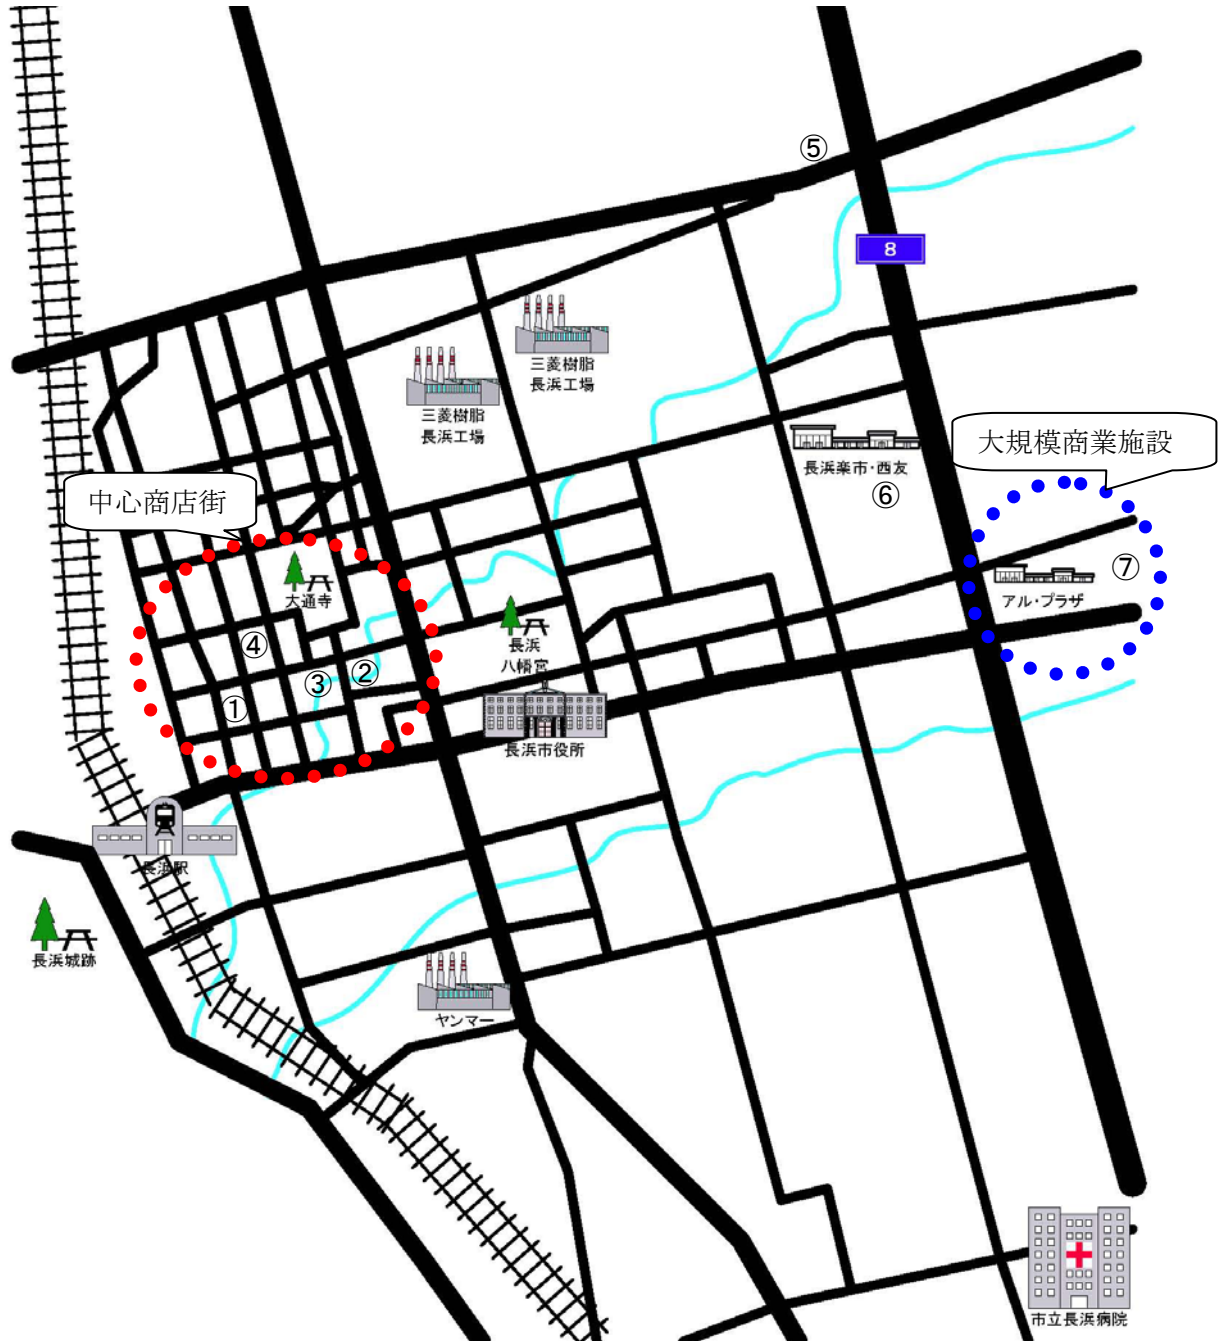 ⑤
8
三菱樹脂
長浜工場
三菱樹脂
長浜工場
大規模商業施設
長浜楽市・西友
⑥
中心商店街
⑦
アル・プラザ
大通寺
長浜
八幡宮
④
②
③
①
長浜市役所
長浜駅
長浜城跡
ヤンマー
市立長浜病院